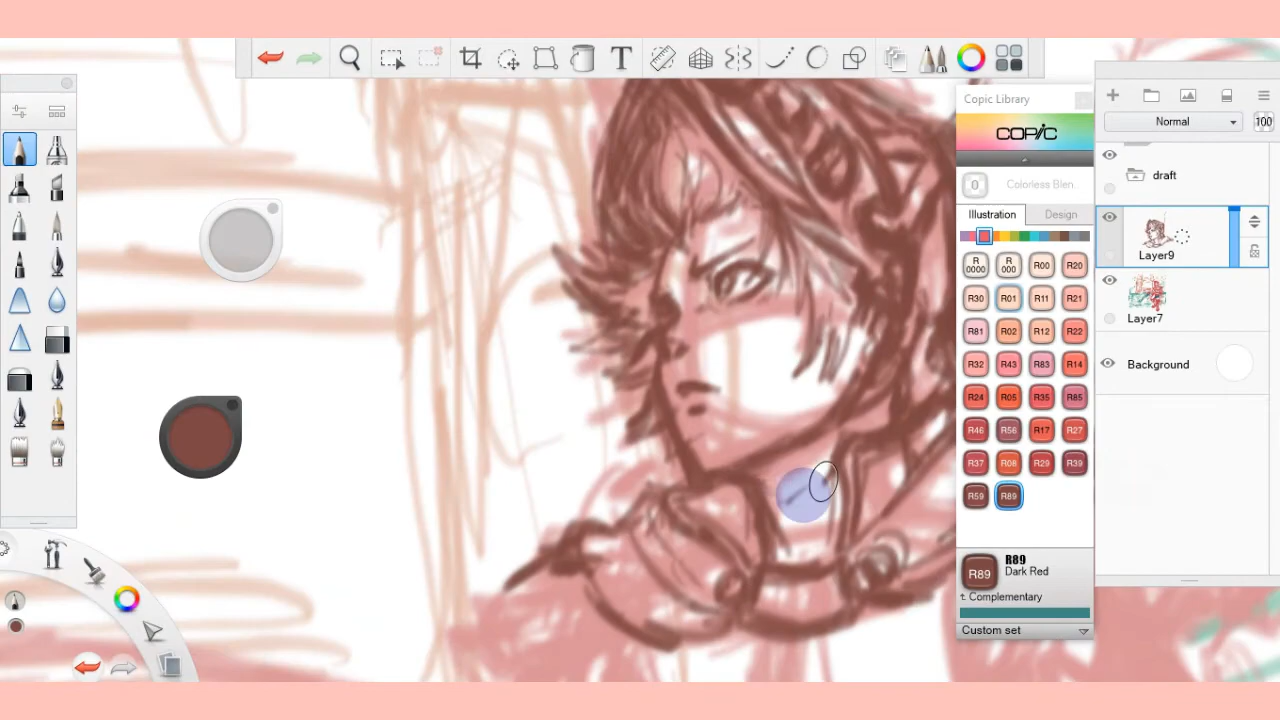 T
Copic Library
COPIC
0 Colorless Blen
Illustration Design
R0000 R000 R00 R20
R30 R01 R11 R21
R81 R02 R12 R22
R32 R43 R83 R14
R24 R05 R35 R85
R46 R56 R17 R27
R37 R08 R29 R39
R59 R89
R89
R89
Dark Red
Complementary
Custom set
Normal 100
draft
Layer9
Layer7
Background